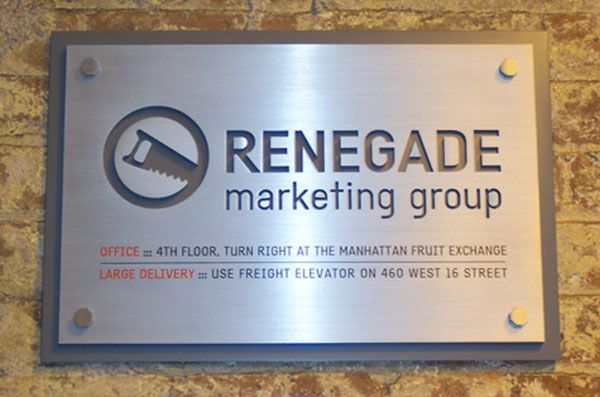 RENEGADE
marketing group
OFFICE ::: 4TH FLOOR, TURN RIGHT AT THE MANHATTAN FRUIT EXCHANGE
LARGE DELIVERY ::: USE FREIGHT ELEVATOR ON 460 WEST 16 STREET